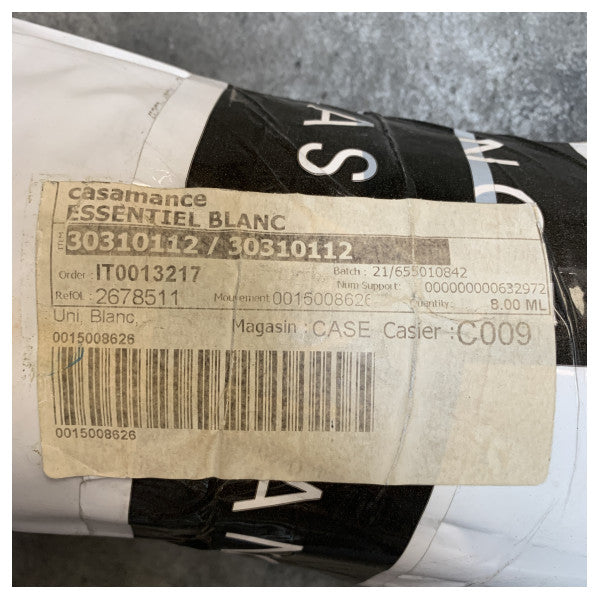 casamance
ESSENTIEL BLANC
30310112 / 30310112
Order : IT0013217
Batch : 21/655010842
Num Support : 000000000632972
RefOL : 2678511 Mouvement 0015008626 Quantity : 8.00 ML
Uni, Blanc,
Magasin : CASE Casier : C009
0015008626
0015008626